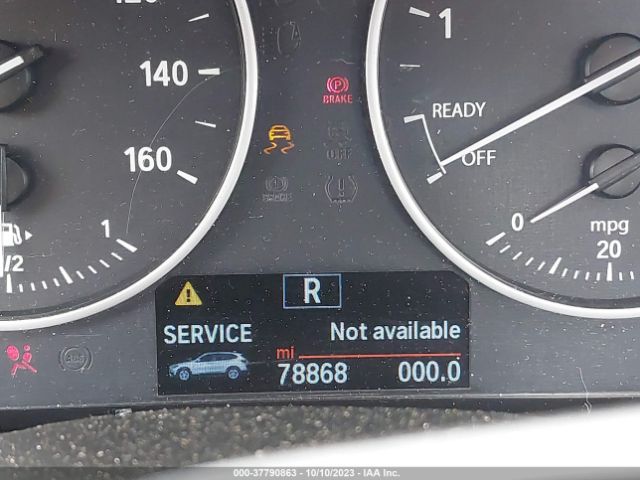 120
1
140
P
BRAKE
READY
OFF
OFF
160
0
mpg
20
1
1/2
R
SERVICE
Not available
mi
78868
000.0
000-37790863 | 10/10/2023 | IAA Inc.